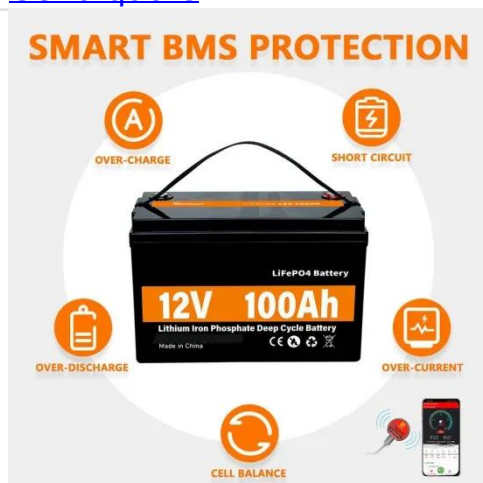 SMART BMS PROTECTION
OVER-CHARGE
SHORT CIRCUIT
LiFePO4 Battery
12V 100Ah
Lithium Iron Phosphate Deep Cycle Battery
Made in China
CE
OVER-DISCHARGE
OVER-CURRENT
CELL BALANCE